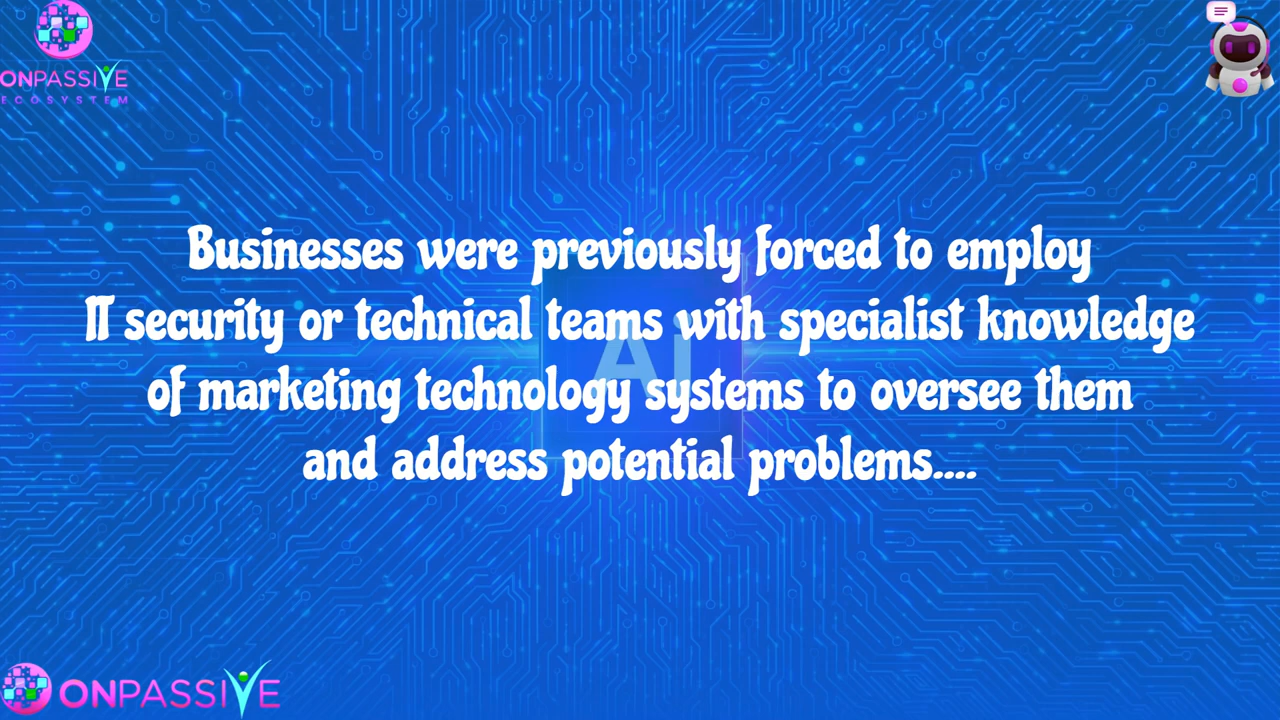 ONPASSIVE
ECOSYSTEM
Businesses were previously forced to employ
IT security or technical teams with specialist knowledge
of marketing technology systems to oversee them
and address potential problems....
Ai
ONPASSIVE